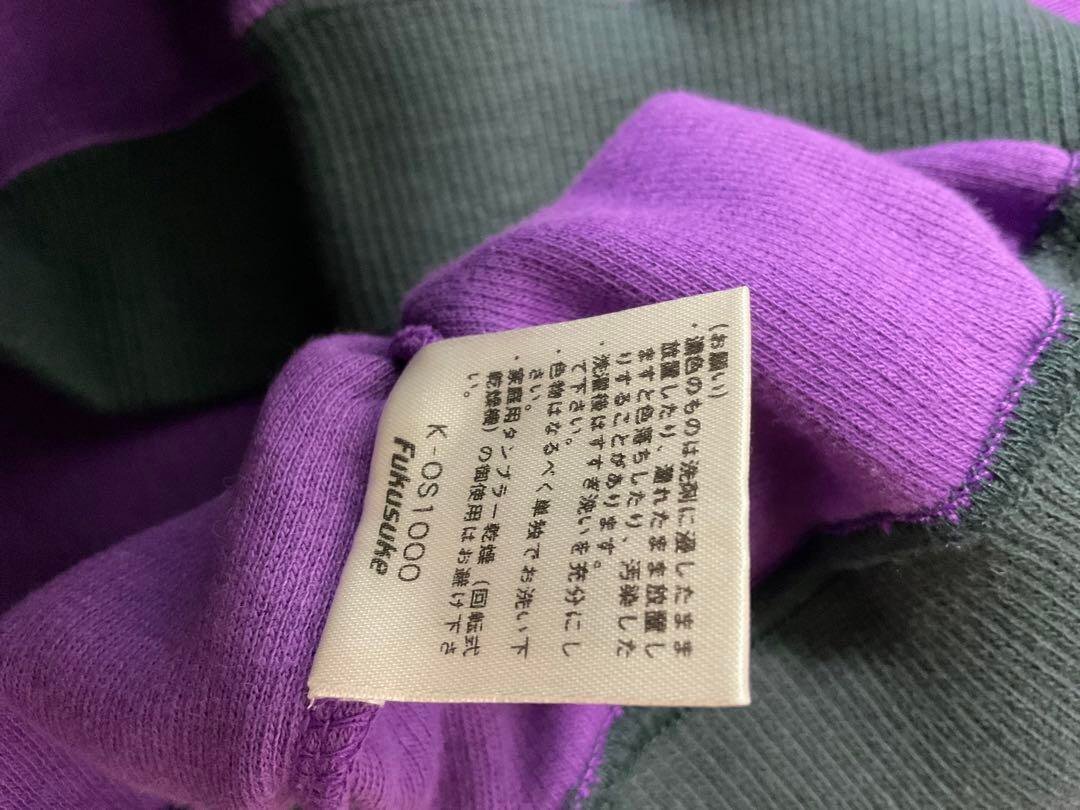 (お願い)
・濃色のものは洗剤に浸したまま
放置したり、濡れたまま放置し
ますと色落ちしたり、汚染した
りすることがあります。
・洗濯後はすすぎ洗いを充分にし
て下さい。
・色物はなるべく単独でお洗い下
さい。
・家庭用タンブラー乾燥（回転式
乾燥機）の御使用はお避け下さ
い。
K-OS1000
Fukusuke